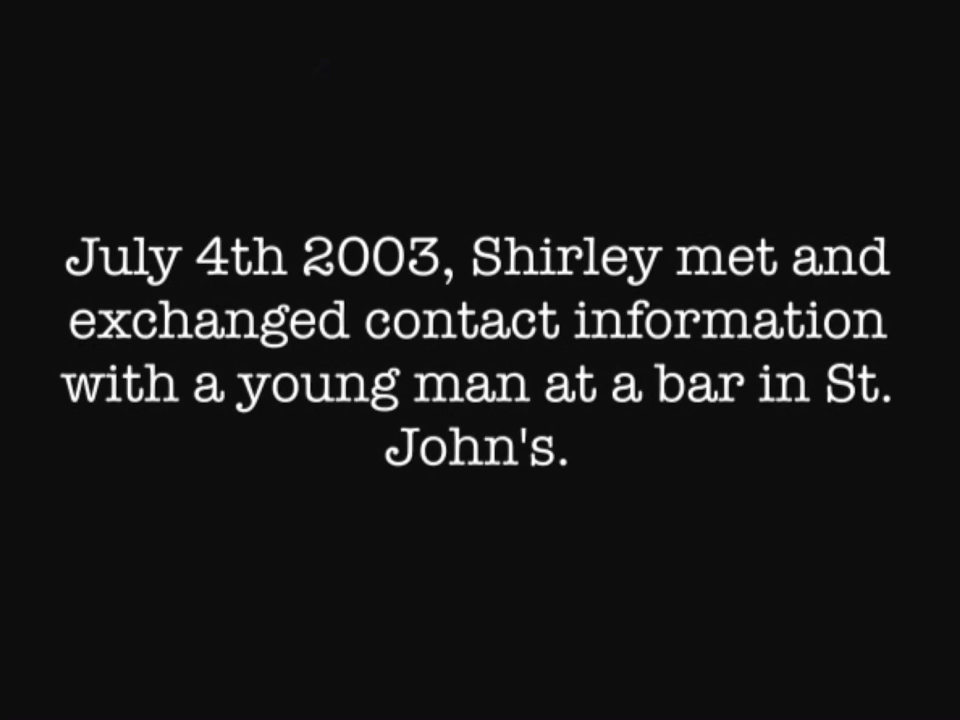 July 4th 2003, Shirley met and
exchanged contact information
with a young man at a bar in St.
John's.